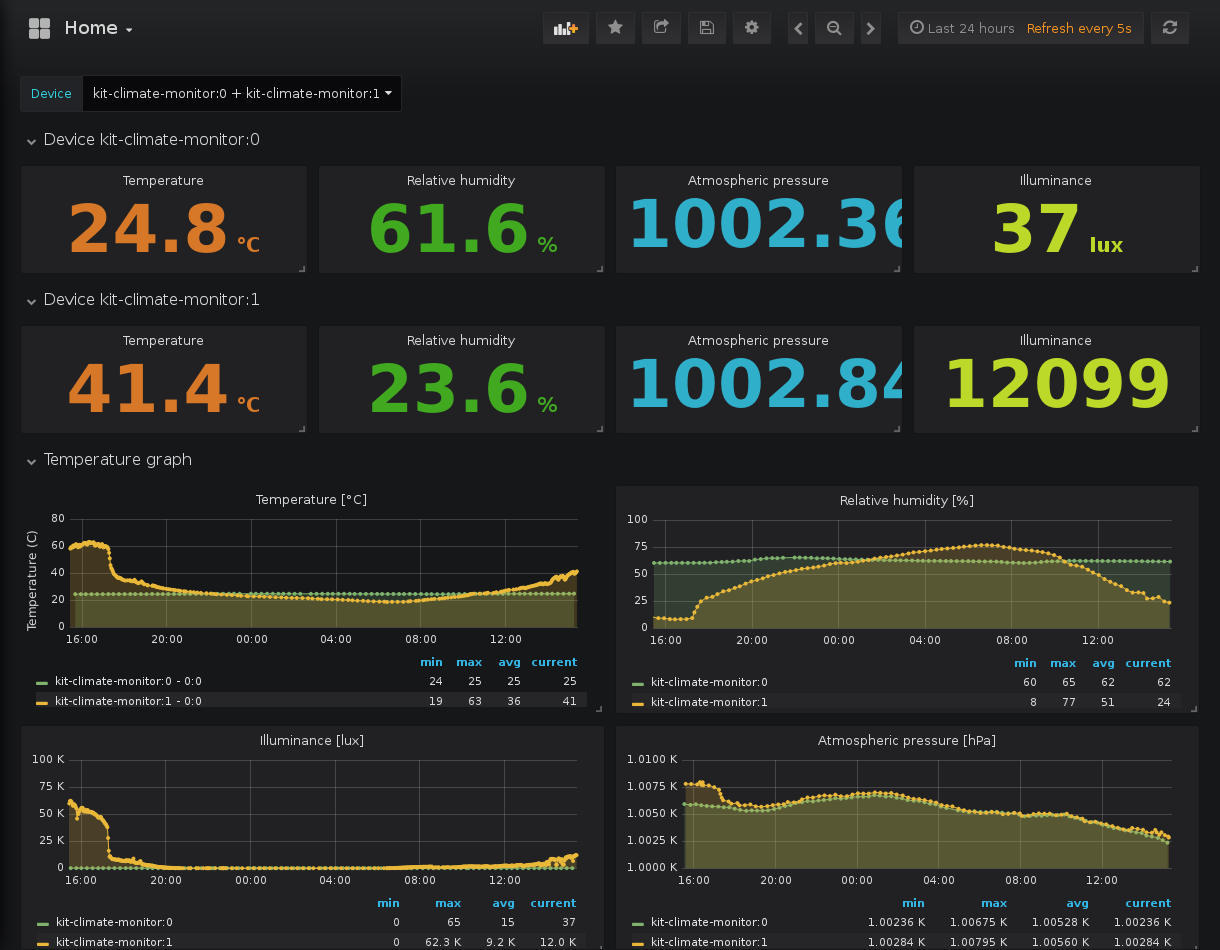 Home
Last 24 hours Refresh every 5s
Device kit-climate-monitor:0 + kit-climate-monitor:1
Device kit-climate-monitor:0
Temperature Relative humidity Atmospheric pressure Illuminance
24.8 °C 61.6 % 1002.36 37 lux
Device kit-climate-monitor:1
Temperature Relative humidity Atmospheric pressure Illuminance
41.4 °C 23.6 % 1002.84 12099
Temperature graph
Temperature [°C]
Temperature (C)
80
60
40
20
0
16:00 20:00 00:00 04:00 08:00 12:00
min max avg current
kit-climate-monitor:0 - 0:0 24 25 25 25
kit-climate-monitor:1 - 0:0 19 63 36 41
Relative humidity [%]
100
75
50
25
0
16:00 20:00 00:00 04:00 08:00 12:00
min max avg current
kit-climate-monitor:0 60 65 62 62
kit-climate-monitor:1 8 77 51 24
Illuminance [lux]
100 K
75 K
50 K
25 K
0
16:00 20:00 00:00 04:00 08:00 12:00
min max avg current
kit-climate-monitor:0 0 65 15 37
kit-climate-monitor:1 0 62.3 K 9.2 K 12.0 K
Atmospheric pressure [hPa]
1.0100 K
1.0075 K
1.0050 K
1.0025 K
1.0000 K
16:00 20:00 00:00 04:00 08:00 12:00
min max avg current
kit-climate-monitor:0 1.00236 K 1.00675 K 1.00528 K 1.00236 K
kit-climate-monitor:1 1.00284 K 1.00795 K 1.00560 K 1.00284 K